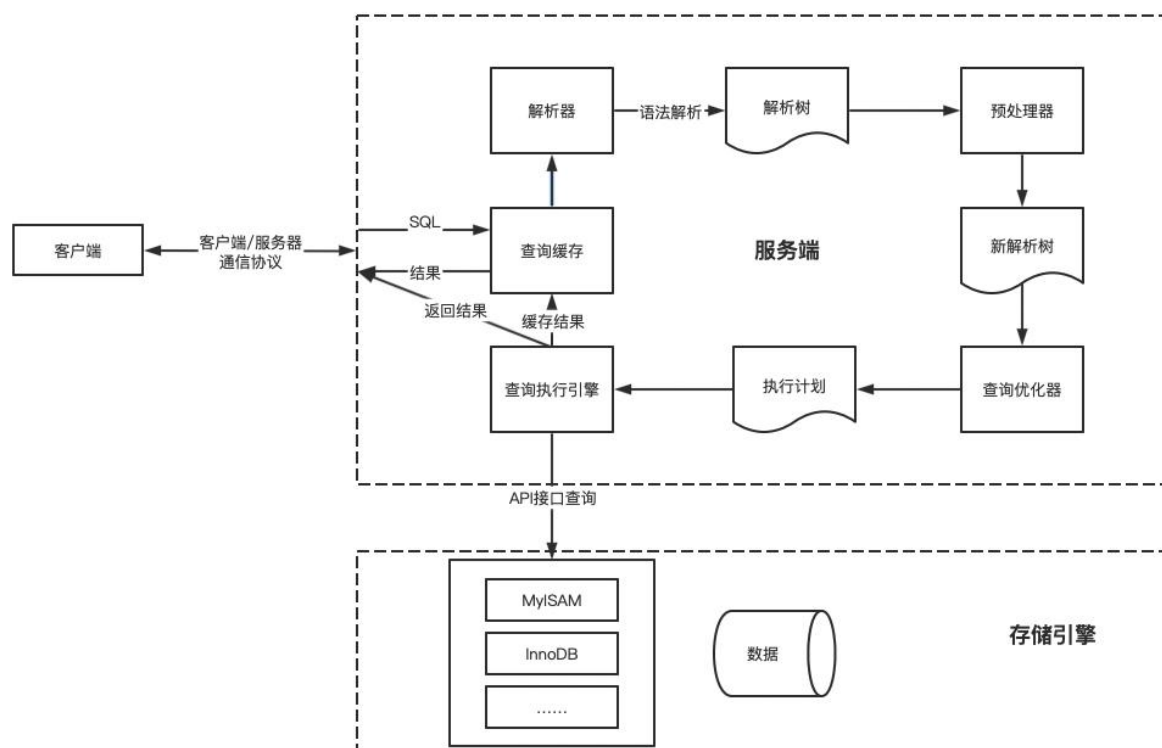 解析器
语法解析
解析树
预处理器
SQL
客户端
客户端/服务器
通信协议
查询缓存
服务端
新解析树
结果
返回结果
缓存结果
查询执行引擎
执行计划
查询优化器
API接口查询
MyISAM
InnoDB
......
数据
存储引擎